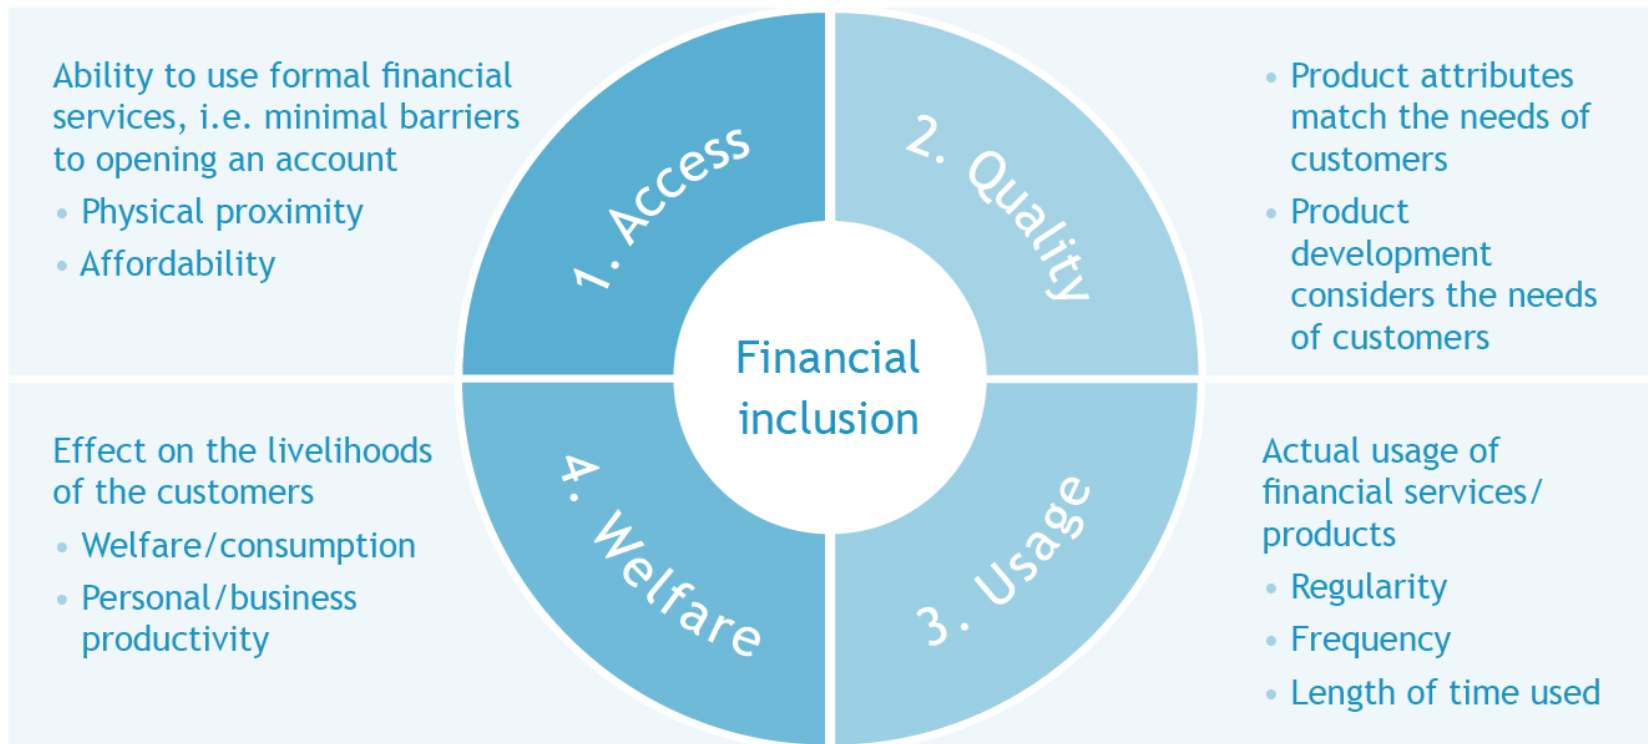 Ability to use formal financial
services, i.e. minimal barriers
to opening an account
• Physical proximity
• Affordability
1. Access
2. Quality
• Product attributes
match the needs of
customers
• Product
development
considers the needs
of customers
Financial
inclusion
Effect on the livelihoods
of the customers
• Welfare/consumption
• Personal/business
productivity
4. Welfare
3. Usage
Actual usage of
financial services/
products
• Regularity
• Frequency
• Length of time used